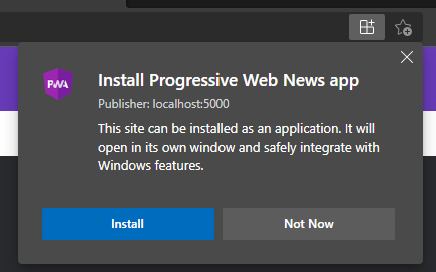 PWA
Install Progressive Web News app
Publisher: localhost:5000
This site can be installed as an application. It will
open in its own window and safely integrate with
Windows features.
Install
Not Now